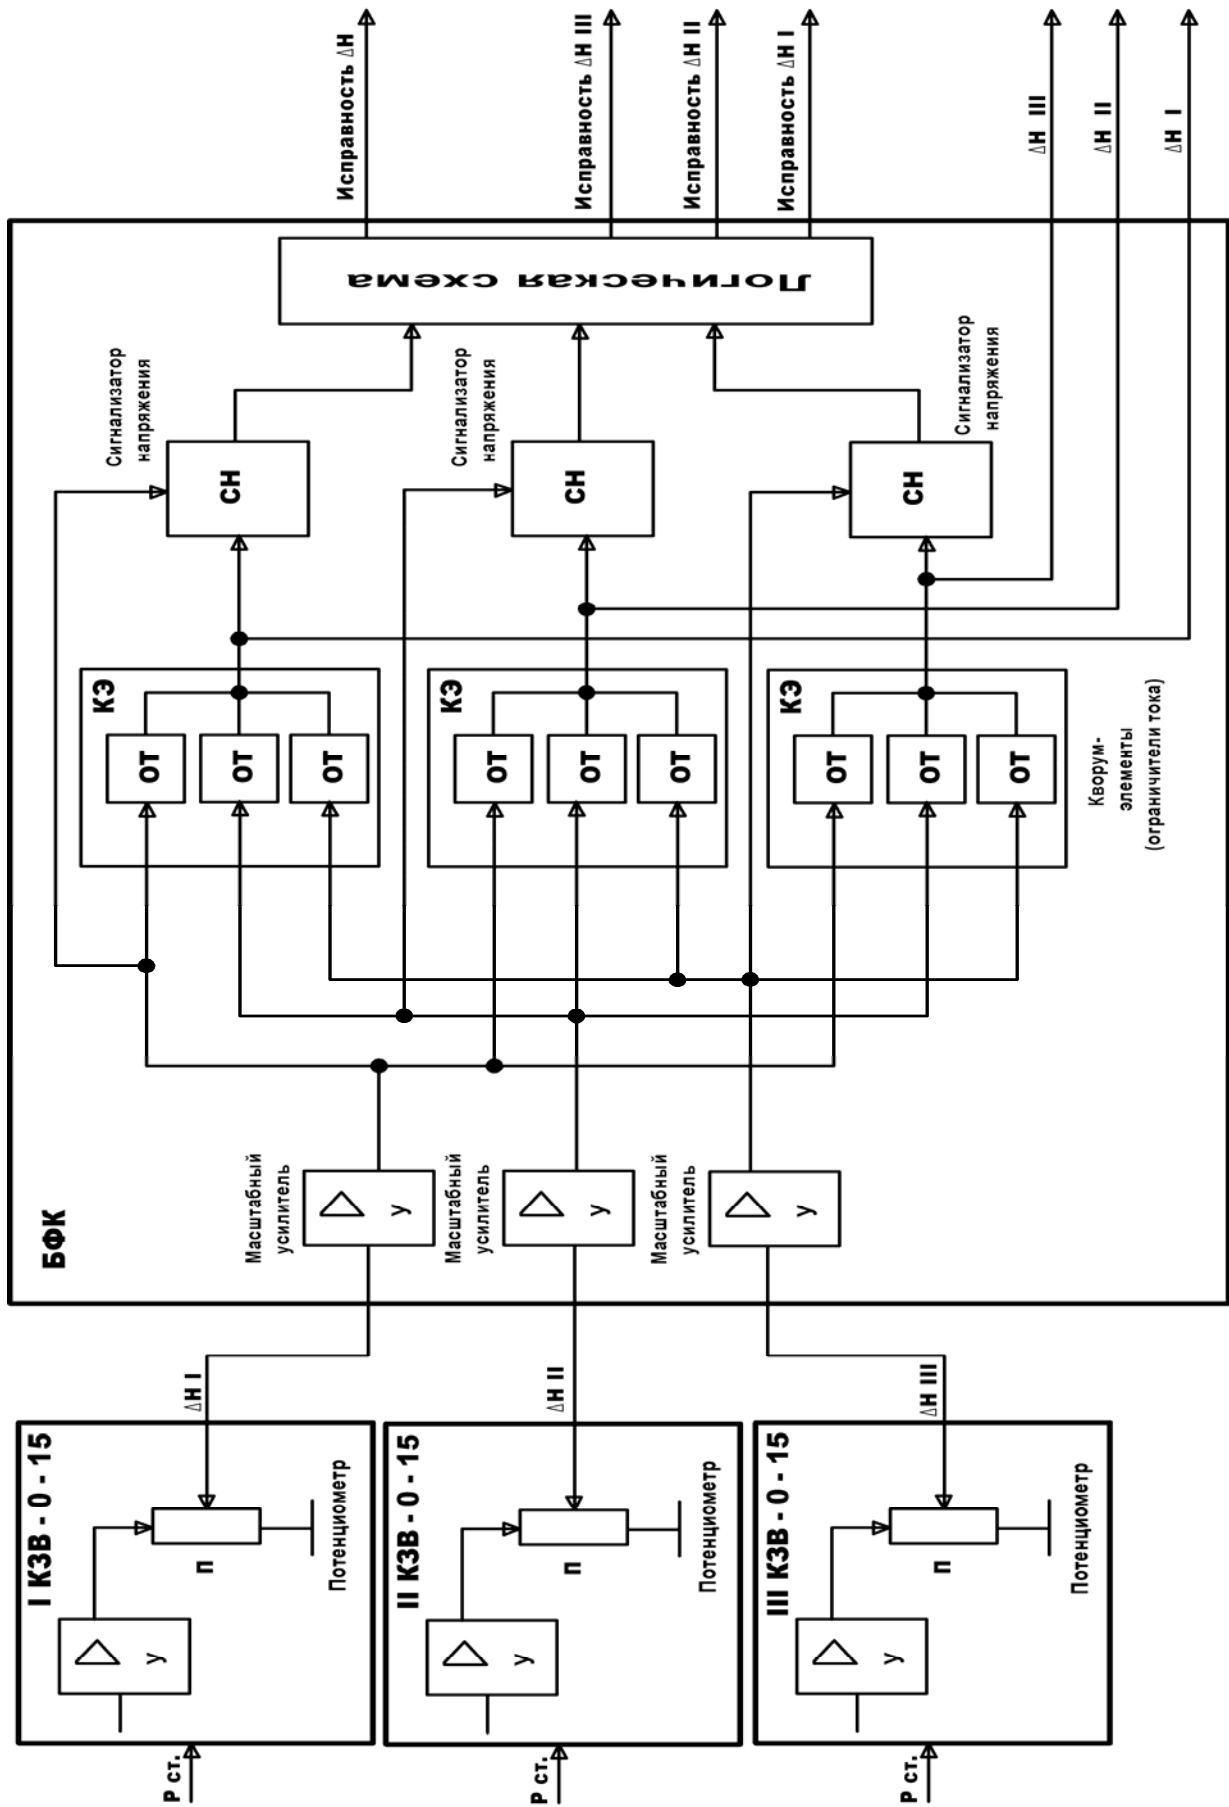 I КЗВ - 0 - 15
Р ст.
У
П
Потенциометр
ΔН I
II КЗВ - 0 - 15
Р ст.
У
П
Потенциометр
ΔН II
III КЗВ - 0 - 15
Р ст.
У
П
Потенциометр
ΔН III
БФК
Масштабный
усилитель
У
Масштабный
усилитель
У
Масштабный
усилитель
У
КЭ
ОТ
ОТ
ОТ
КЭ
ОТ
ОТ
ОТ
КЭ
ОТ
ОТ
ОТ
Кворум-
элементы
(ограничители тока)
Сигнализатор
напряжения
СН
Сигнализатор
напряжения
СН
Сигнализатор
напряжения
СН
Логическая схема
Исправность ΔН
Исправность ΔН III
Исправность ΔН II
Исправность ΔН I
ΔН III
ΔН II
ΔН I